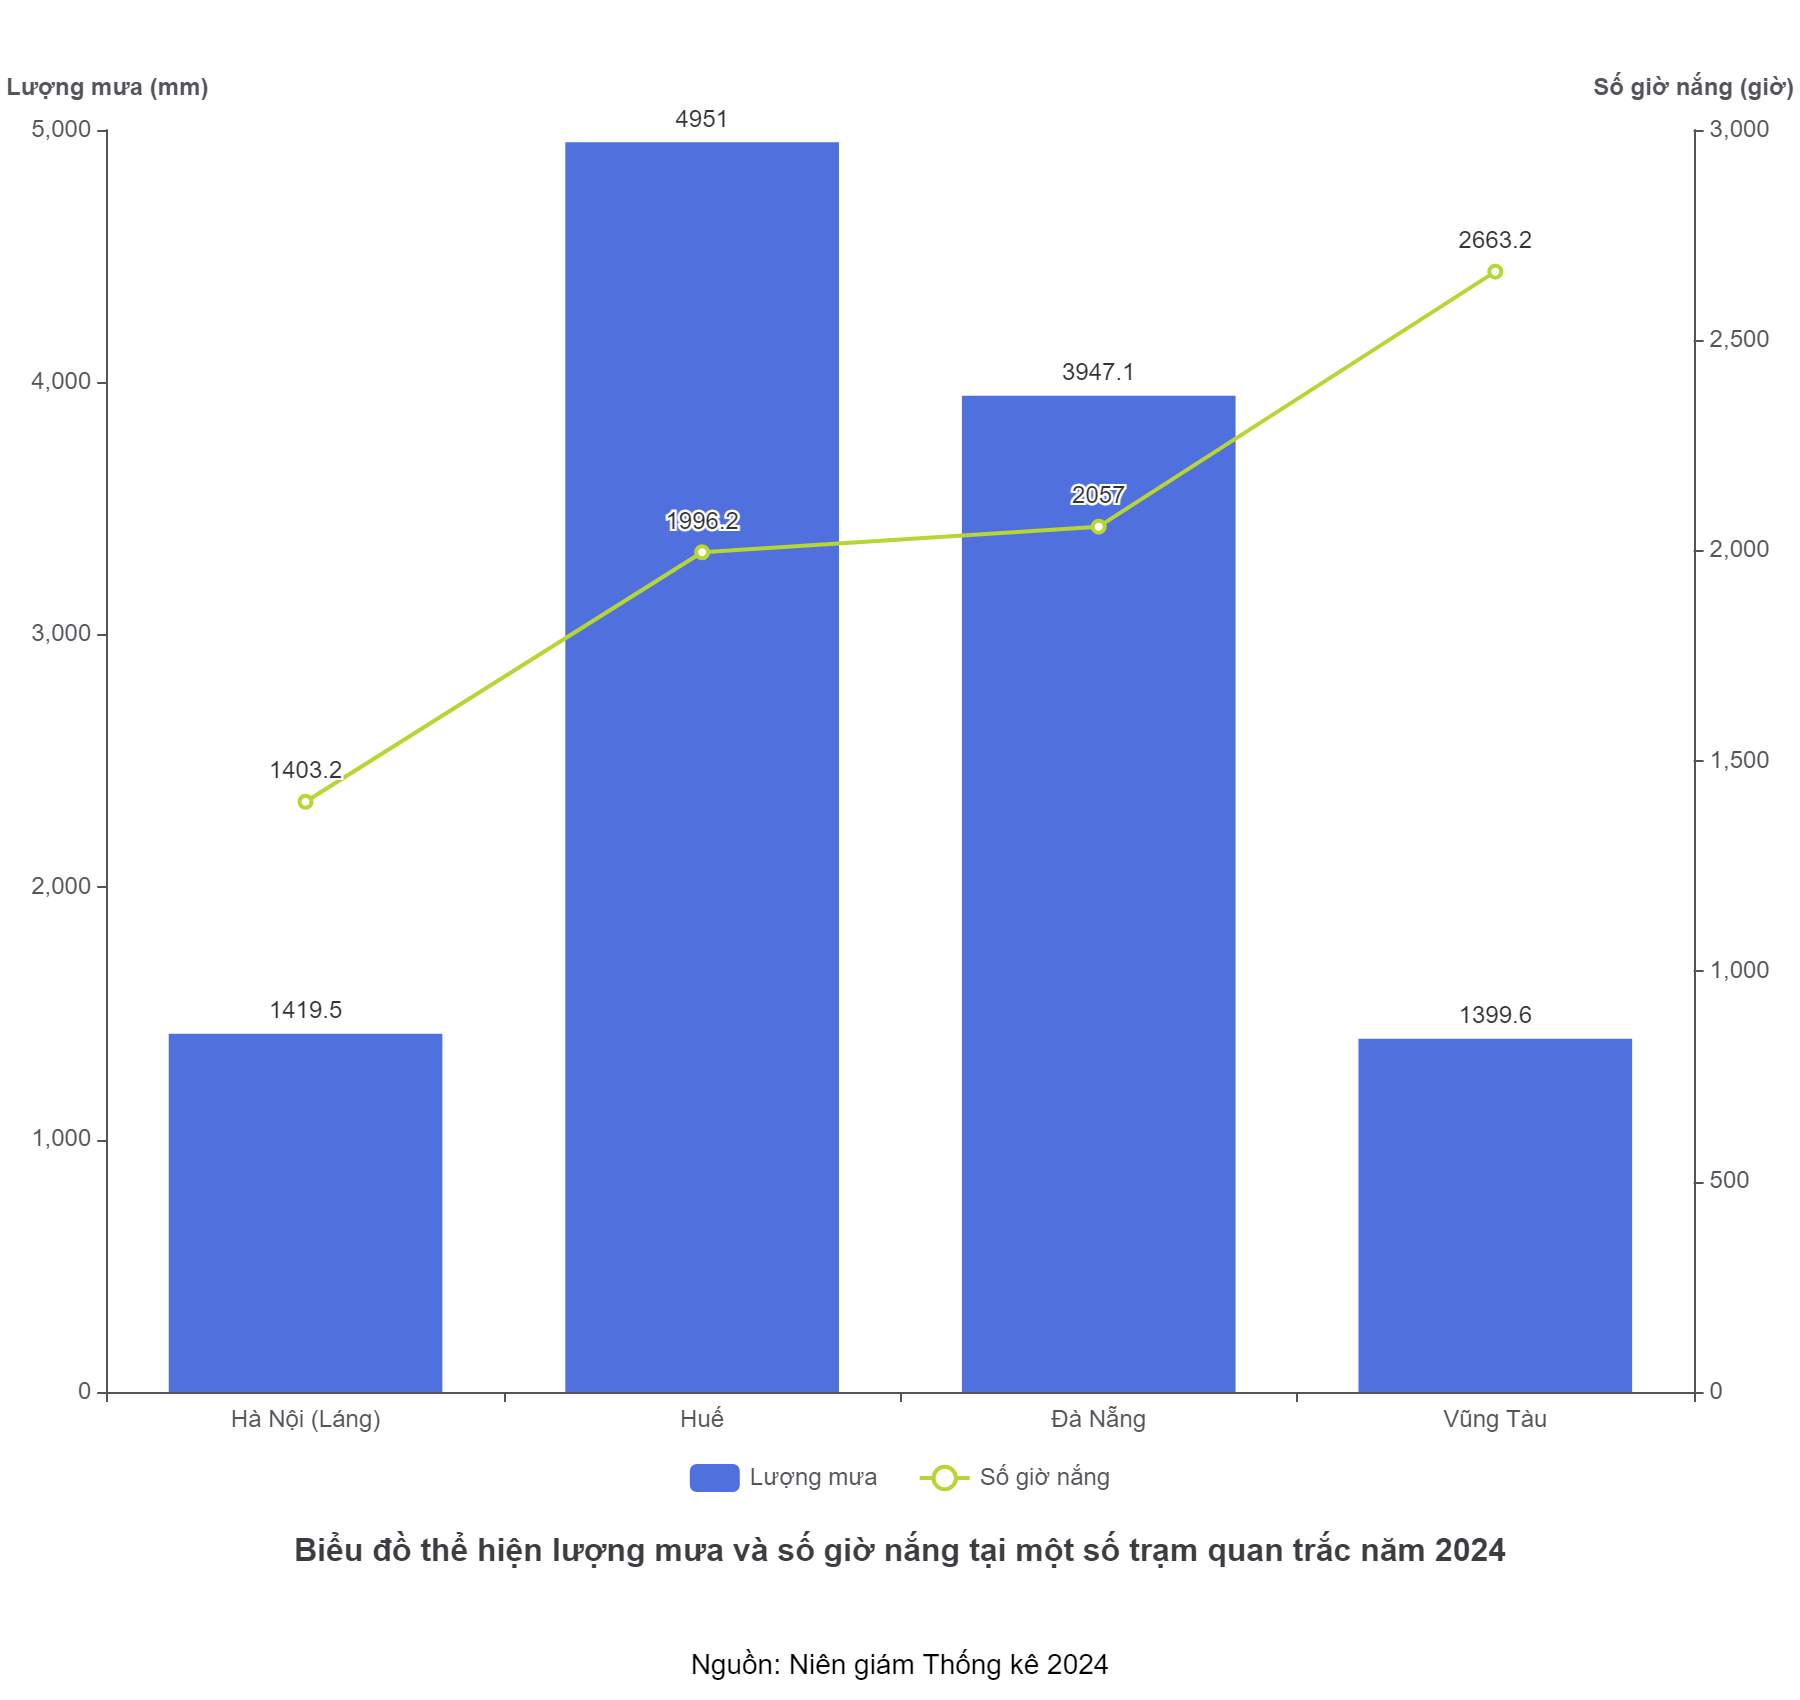 Lượng mưa (mm)
Số giờ nắng (giờ)
5,000
4951
3,000
2663.2
2,500
4,000
3947.1
2057
1996.2
2,000
3,000
1403.2
1,500
2,000
1419.5
1399.6
1,000
1,000
500
0
0
Hà Nội (Láng)
Huế
Đà Nẵng
Vũng Tàu
Lượng mưa
Số giờ nắng
Biểu đồ thể hiện lượng mưa và số giờ nắng tại một số trạm quan trắc năm 2024
Nguồn: Niên giám Thống kê 2024